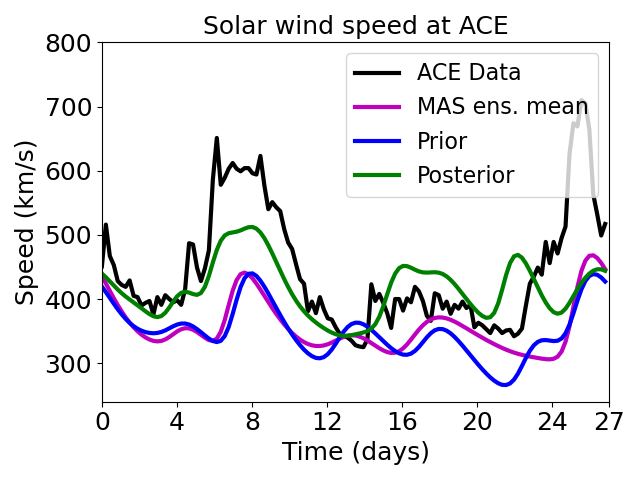 Solar wind speed at ACE
800
700
600
500
400
300
Speed (km/s)
ACE Data
MAS ens. mean
Prior
Posterior
0 4 8 12 16 20 24 27
Time (days)